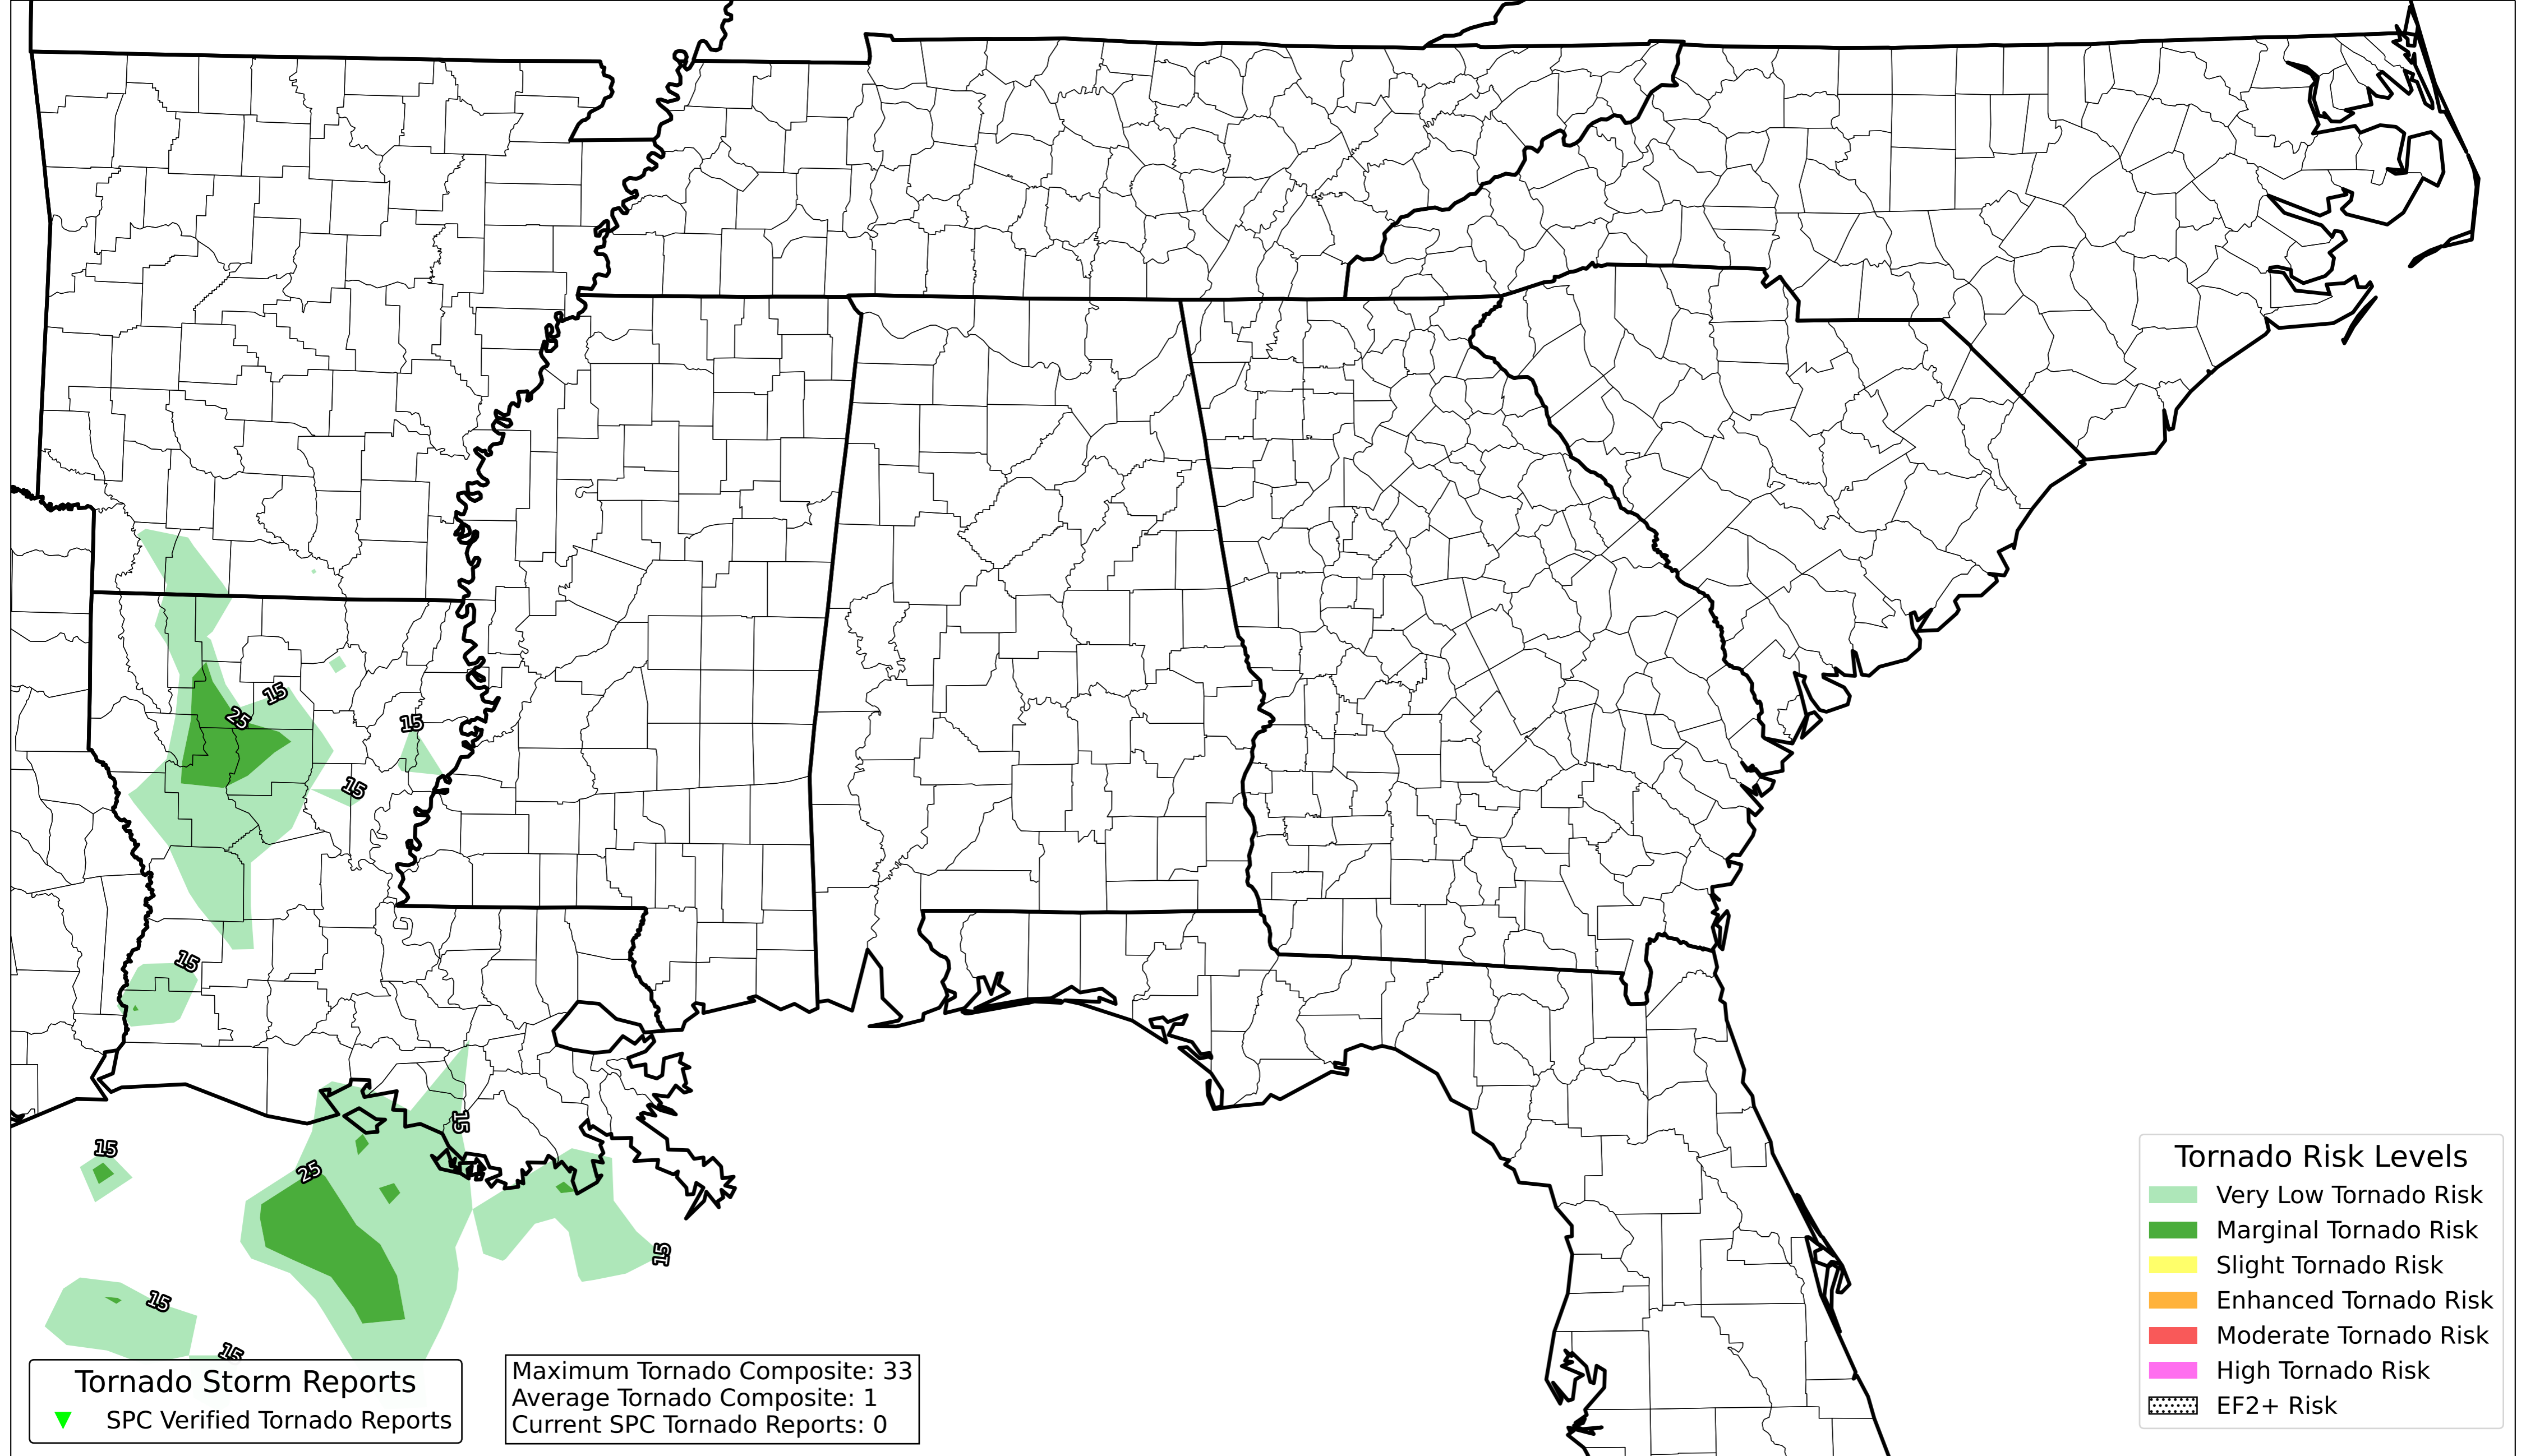 15
25
15
15
15
15
15
15
25
15
15
15
Tornado Storm Reports
SPC Verified Tornado Reports
Maximum Tornado Composite: 33
Average Tornado Composite: 1
Current SPC Tornado Reports: 0
Tornado Risk Levels
Very Low Tornado Risk
Marginal Tornado Risk
Slight Tornado Risk
Enhanced Tornado Risk
Moderate Tornado Risk
High Tornado Risk
EF2+ Risk